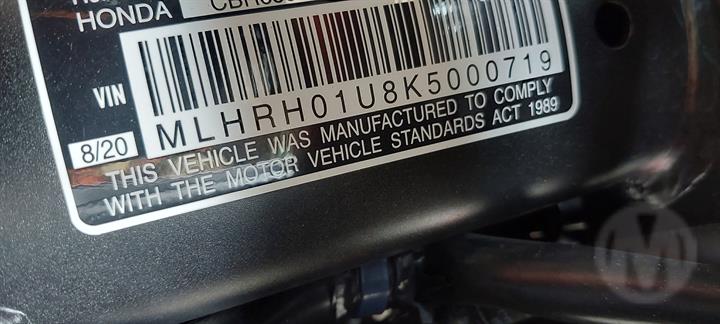 HONDA
VIN
MLHRH01U8K5000719
8/20
THIS VEHICLE WAS MANUFACTURED TO COMPLY
WITH THE MOTOR VEHICLE STANDARDS ACT 1989
M